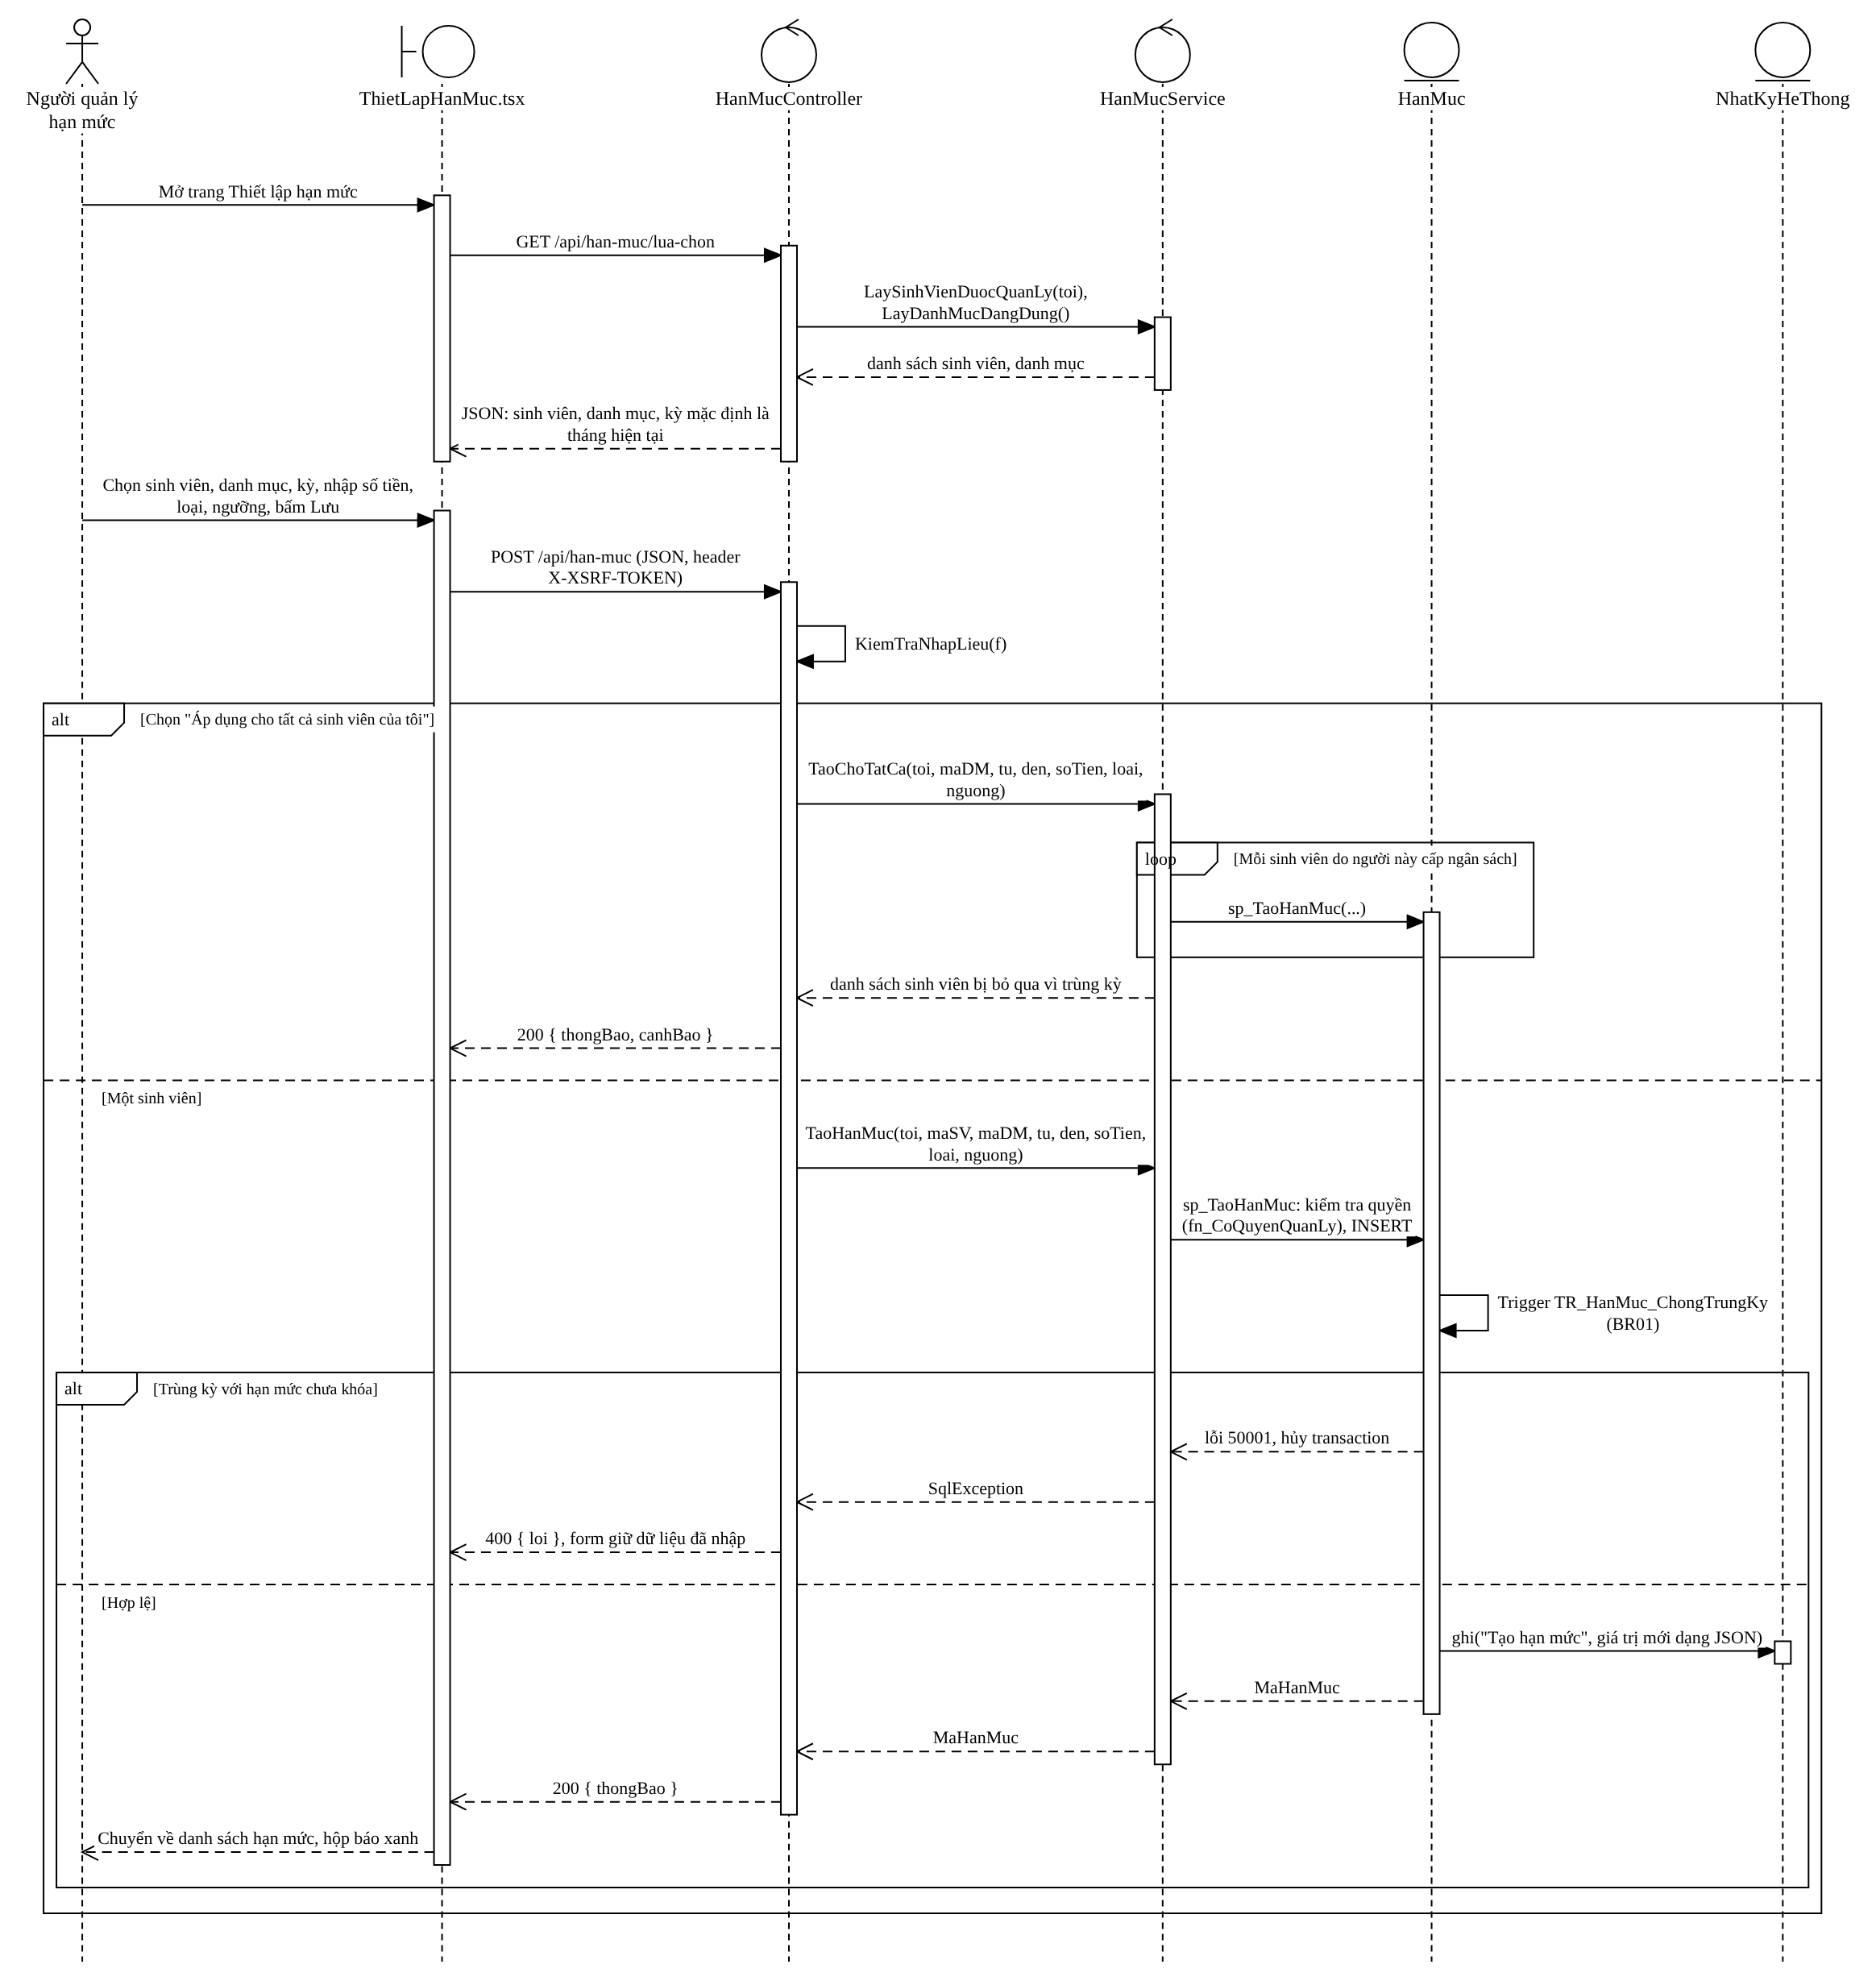 Người quản lý
hạn mức
ThietLapHanMuc.tsx
HanMucController
HanMucService
HanMuc
NhatKyHeThong
Mở trang Thiết lập hạn mức
GET /api/han-muc/lua-chon
LaySinhVienDuocQuanLy(toi),
LayDanhMucDangDung()
danh sách sinh viên, danh mục
JSON: sinh viên, danh mục, kỳ mặc định là
tháng hiện tại
Chọn sinh viên, danh mục, kỳ, nhập số tiền,
loại, ngưỡng, bấm Lưu
POST /api/han-muc (JSON, header
X-XSRF-TOKEN)
KiemTraNhapLieu(f)
alt
[Chọn "Áp dụng cho tất cả sinh viên của tôi"]
TaoChoTatCa(toi, maDM, tu, den, soTien, loai,
nguong)
loop
[Mỗi sinh viên do người này cấp ngân sách]
sp_TaoHanMuc(...)
danh sách sinh viên bị bỏ qua vì trùng kỳ
200 { thongBao, canhBao }
[Một sinh viên]
TaoHanMuc(toi, maSV, maDM, tu, den, soTien,
loai, nguong)
sp_TaoHanMuc: kiểm tra quyền
(fn_CoQuyenQuanLy), INSERT
Trigger TR_HanMuc_ChongTrungKy
(BR01)
alt
[Trùng kỳ với hạn mức chưa khóa]
lỗi 50001, hủy transaction
SqlException
400 { loi }, form giữ dữ liệu đã nhập
[Hợp lệ]
ghi("Tạo hạn mức", giá trị mới dạng JSON)
MaHanMuc
MaHanMuc
200 { thongBao }
Chuyển về danh sách hạn mức, hộp báo xanh